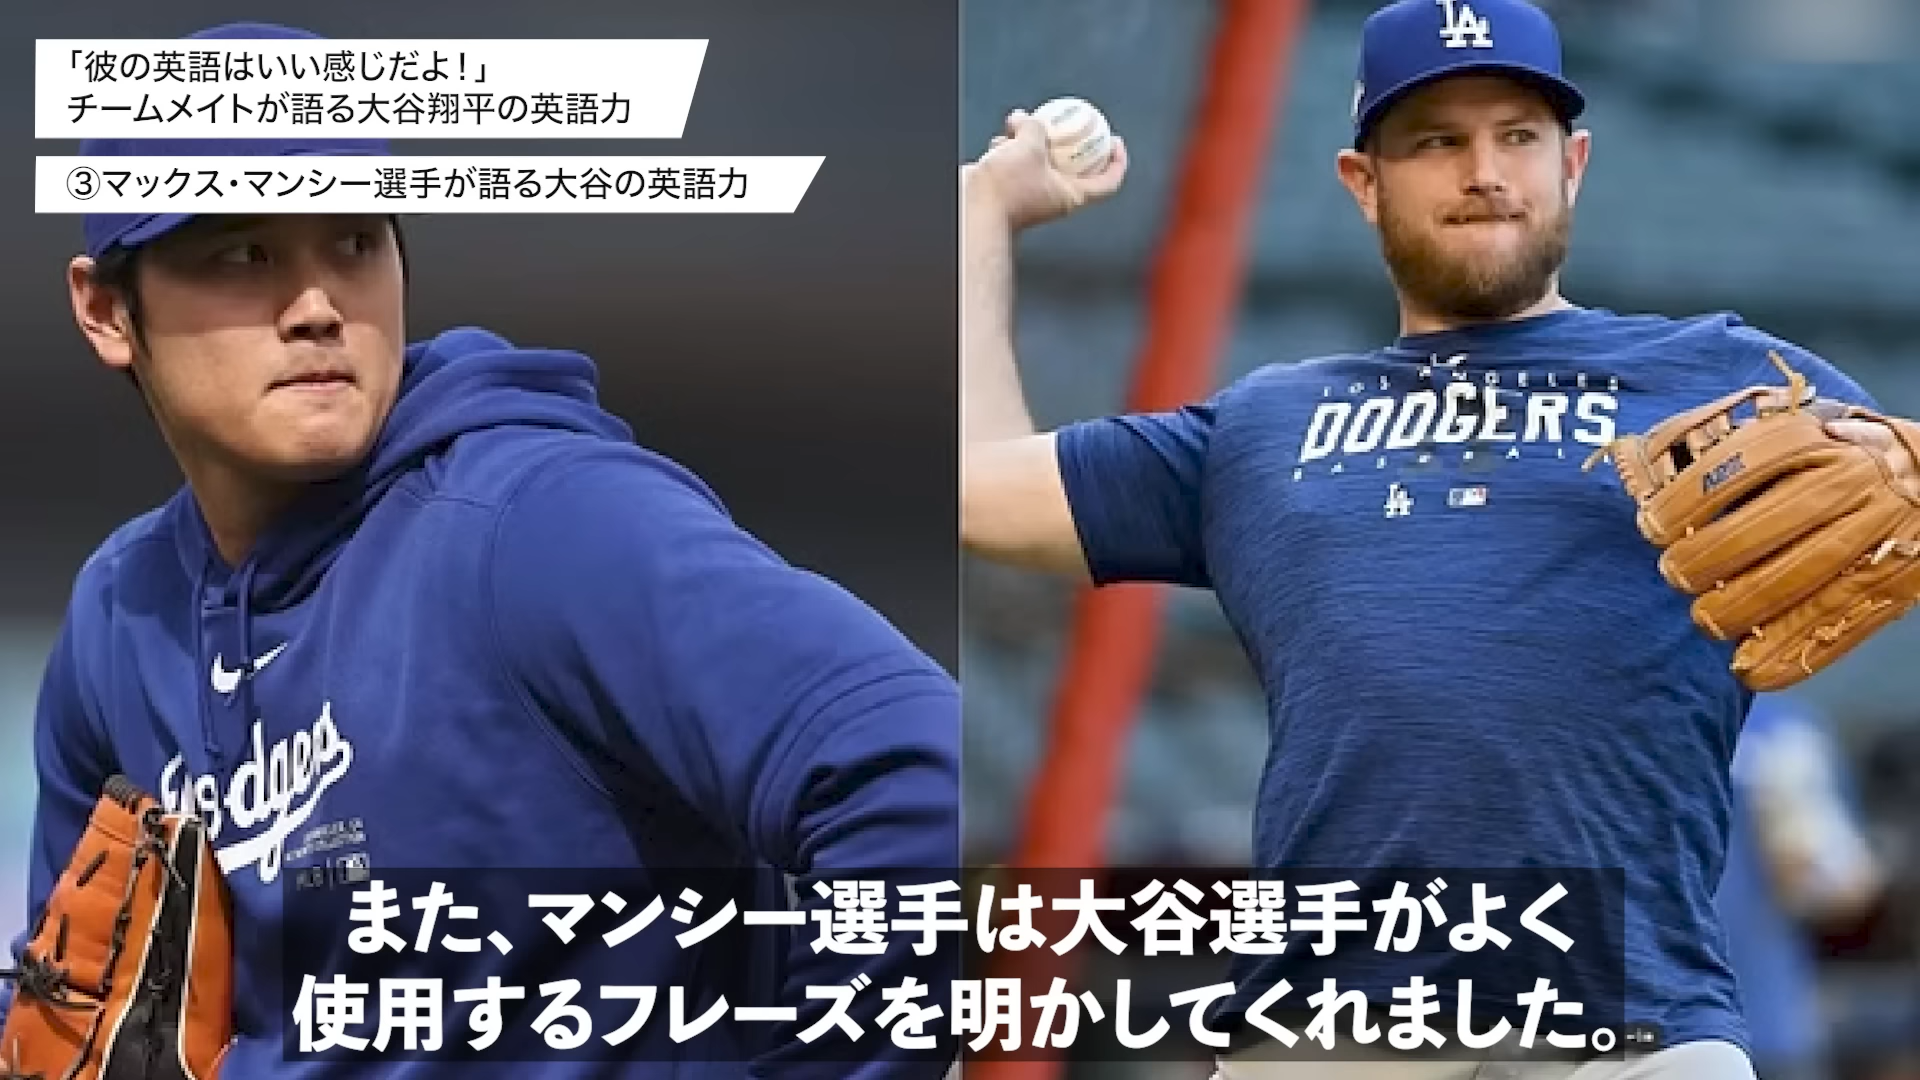 「彼の英語はいい感じだよ！」
チームメイトが語る大谷翔平の英語力
③マックス・マンシー選手が語る大谷の英語力
LA
LOS ANGELES
DODGERS
BASEBALL
LA
Dodgers
また、マンシー選手は大谷選手がよく
使用するフレーズを明かしてくれました。